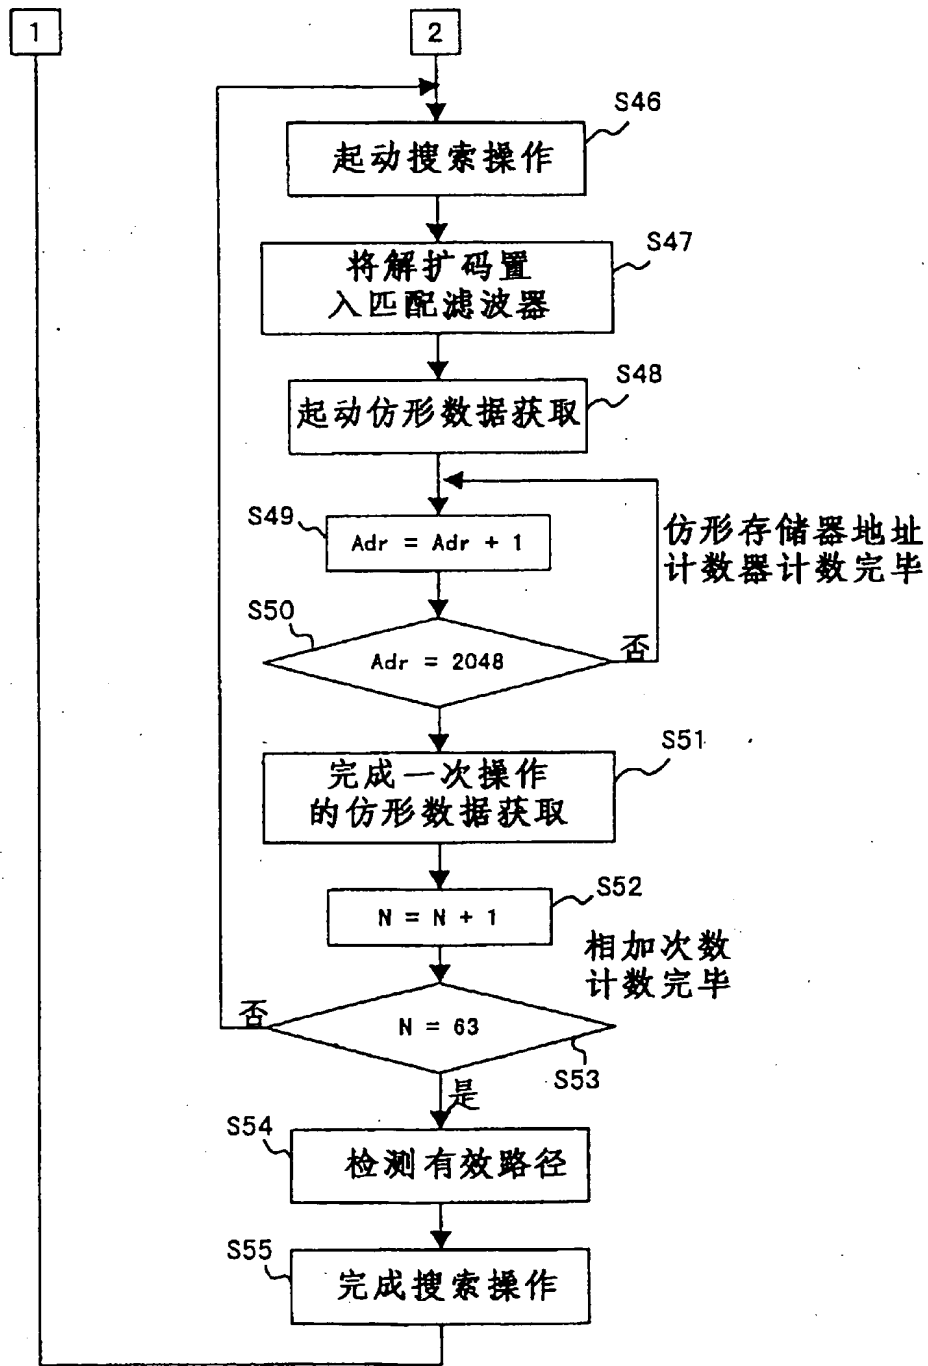 1
2
S46
起动搜索操作
S47
将解扩码置
入匹配滤波器
S48
起动仿形数据获取
S49
Adr = Adr + 1
仿形存储器地址
计数器计数完毕
S50
Adr = 2048
否
S51
完成一次操作
的仿形数据获取
S52
N = N + 1
相加次数
计数完毕
否
N = 63
S53
是
S54
检测有效路径
S55
完成搜索操作